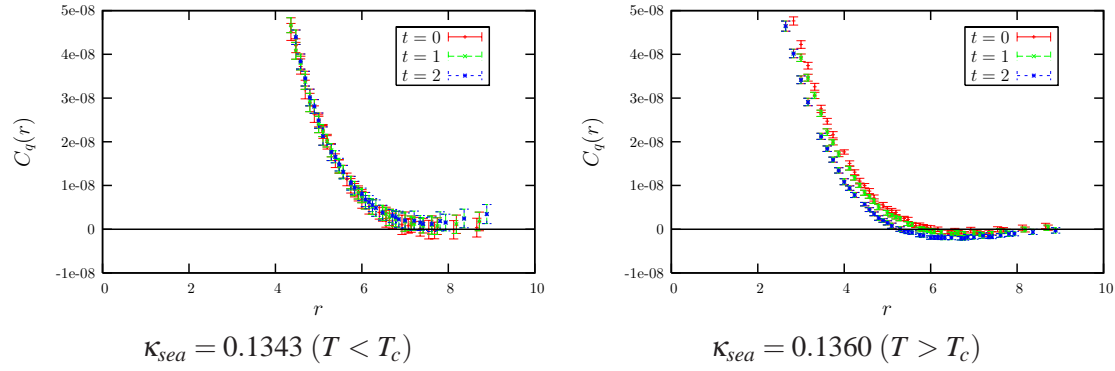 5e-08
4e-08
3e-08
2e-08
1e-08
0
-1e-08
0
2
4
6
8
10
C_q(r)
r
t = 0
t = 1
t = 2
κ_sea = 0.1343 (T < T_c)
5e-08
4e-08
3e-08
2e-08
1e-08
0
-1e-08
0
2
4
6
8
10
C_q(r)
r
t = 0
t = 1
t = 2
κ_sea = 0.1360 (T > T_c)